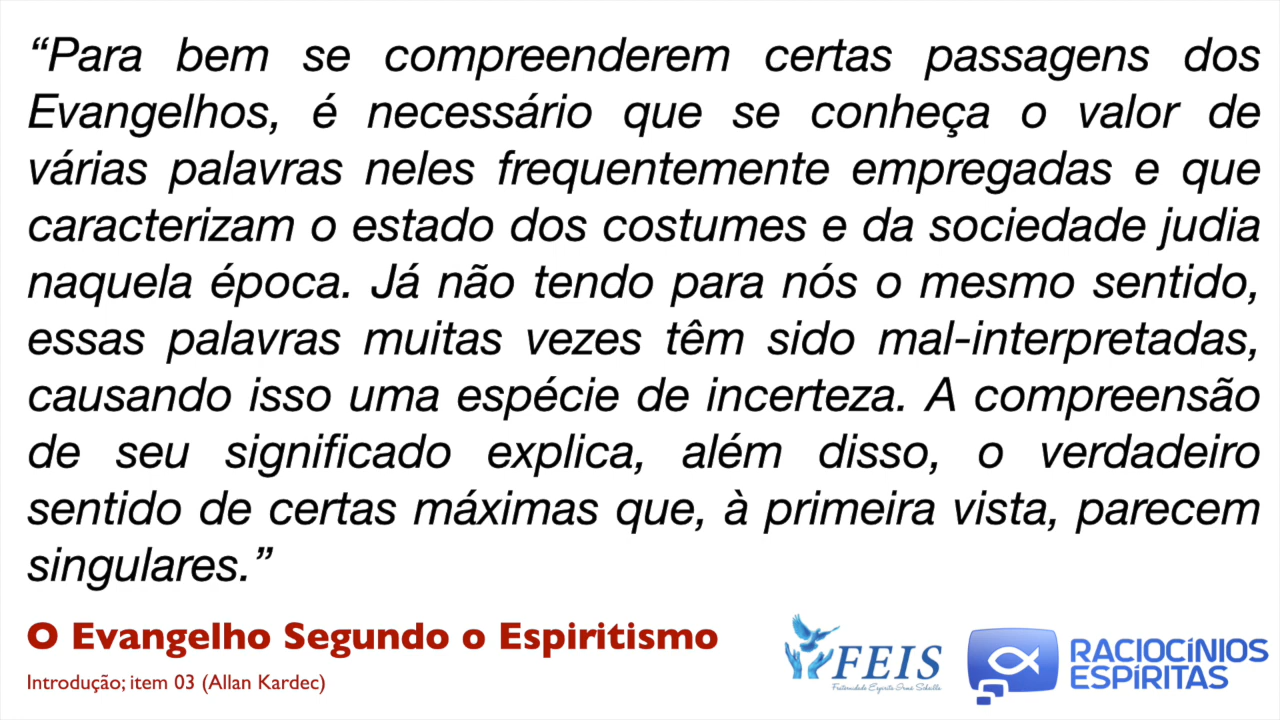 “Para bem se compreenderem certas passagens dos
Evangelhos, é necessário que se conheça o valor de
várias palavras neles frequentemente empregadas e que
caracterizam o estado dos costumes e da sociedade judia
naquela época. Já não tendo para nós o mesmo sentido,
essas palavras muitas vezes têm sido mal-interpretadas,
causando isso uma espécie de incerteza. A compreensão
de seu significado explica, além disso, o verdadeiro
sentido de certas máximas que, à primeira vista, parecem
singulares.”
O Evangelho Segundo o Espiritismo
Introdução; item 03 (Allan Kardec)
FEIS
Fraternidade Espírita Irmã Scheilla
RACIOCÍNIOS
ESPÍRITAS